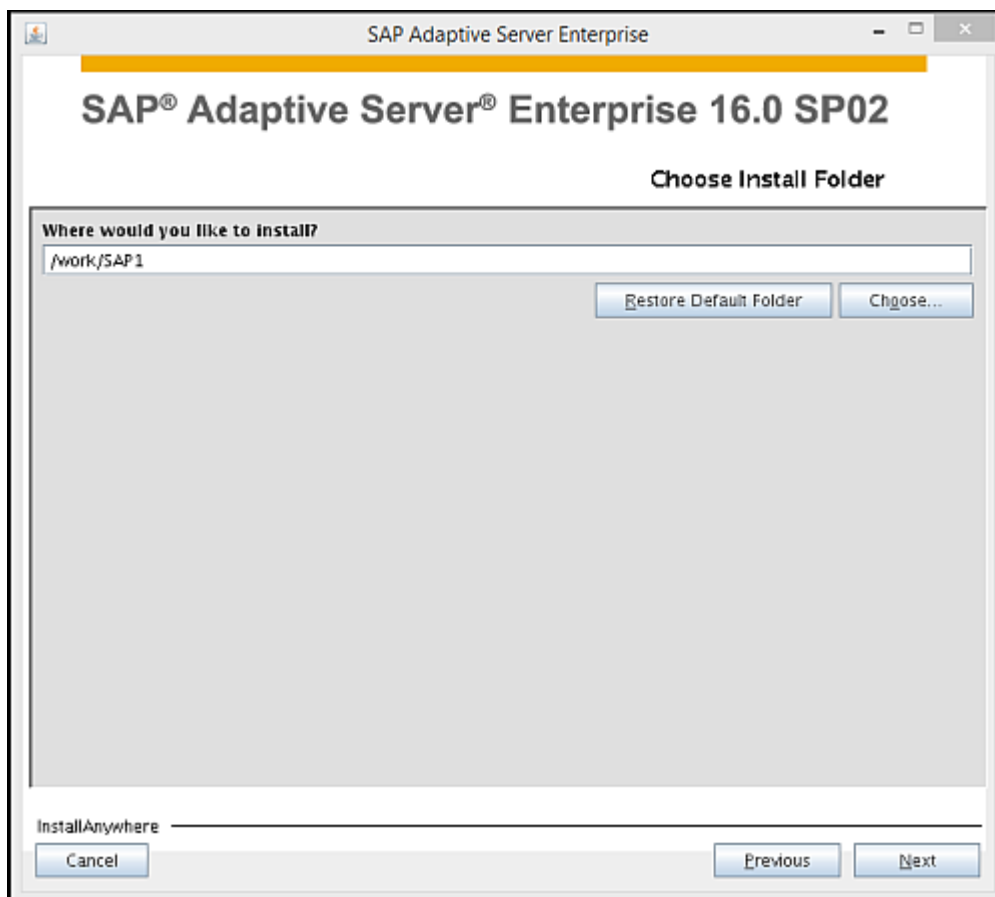 SAP Adaptive Server Enterprise
SAP® Adaptive Server® Enterprise 16.0 SP02
Choose Install Folder
Where would you like to install?
/work/SAP1
Restore Default Folder
Choose...
InstallAnywhere
Cancel
Previous
Next